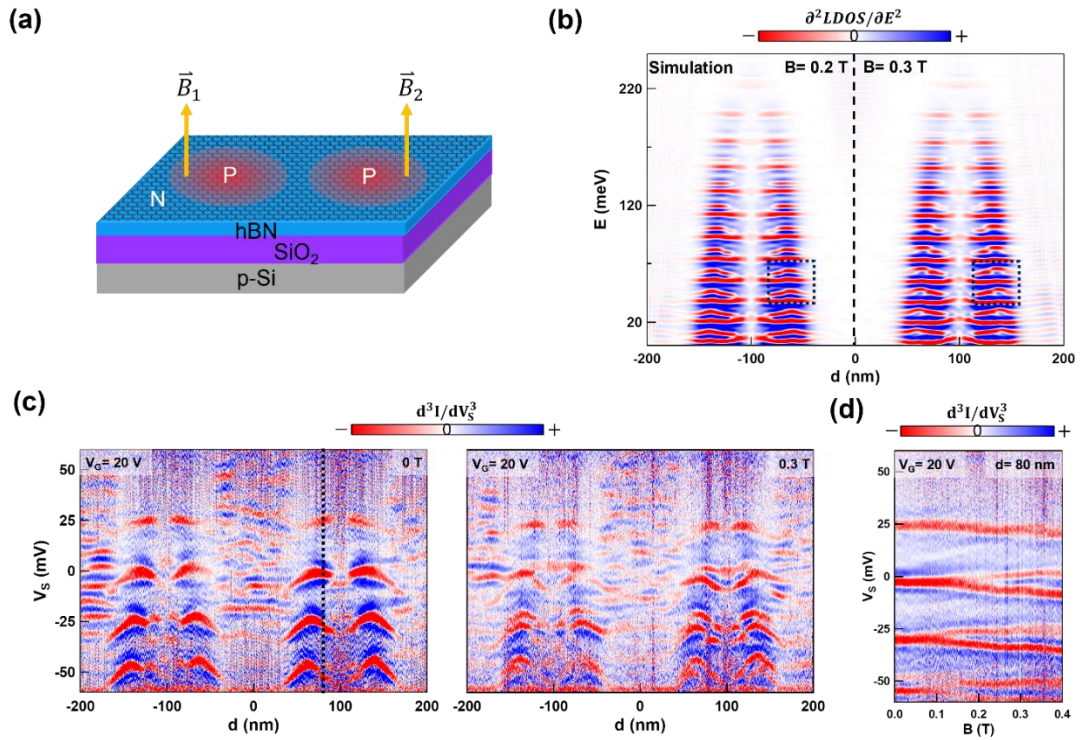 (a)
B⃗₁
B⃗₂
P
P
N
hBN
SiO₂
p-Si
(b)
∂²LDOS/∂E²
− 0 +
Simulation B= 0.2 T B= 0.3 T
E (meV)
220
120
20
-200 -100 0 100 200
d (nm)
(c)
d³I/dV_S³
− 0 +
V_G= 20 V 0 T
V_S (mV)
50
25
0
-25
-50
-200 -100 0 100 200
d (nm)
V_G= 20 V 0.3 T
-200 -100 0 100 200
d (nm)
(d)
d³I/dV_S³
− 0 +
V_G= 20 V d= 80 nm
V_S (mV)
50
25
0
-25
-50
0.0 0.1 0.2 0.3 0.4
B (T)